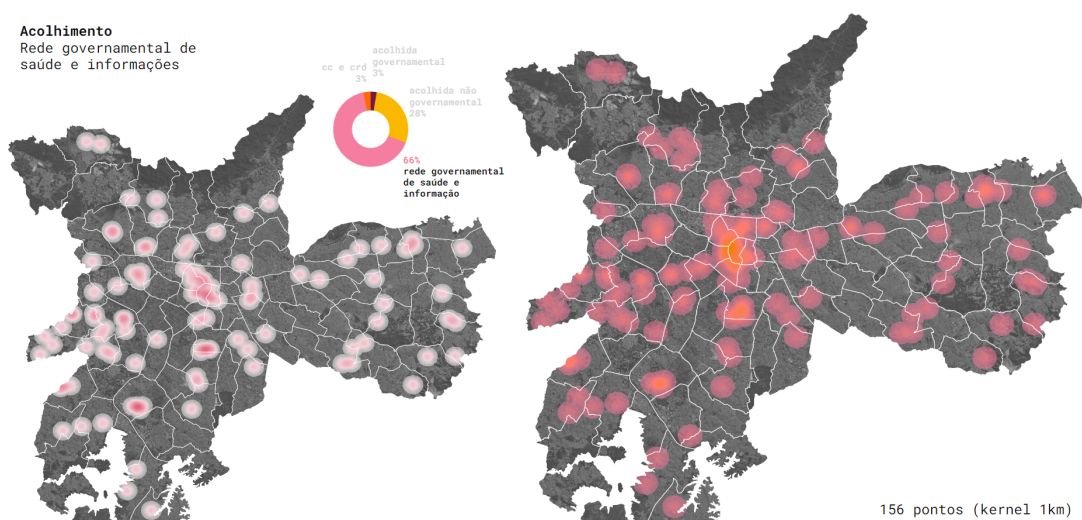 Acolhimento
Rede governamental de
saúde e informações
acolhida
governamental
3%
cc e crd
3%
acolhida não
governamental
28%
66%
rede governamental
de saúde e
informação
156 pontos (kernel 1km)